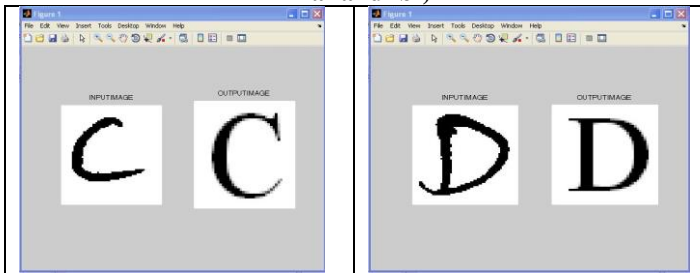 Figure 1
File Edit View Insert Tools Desktop Window Help
INPUTIMAGE
OUTPUTIMAGE
C
C
Figure 1
File Edit View Insert Tools Desktop Window Help
INPUTIMAGE
OUTPUTIMAGE
D
D